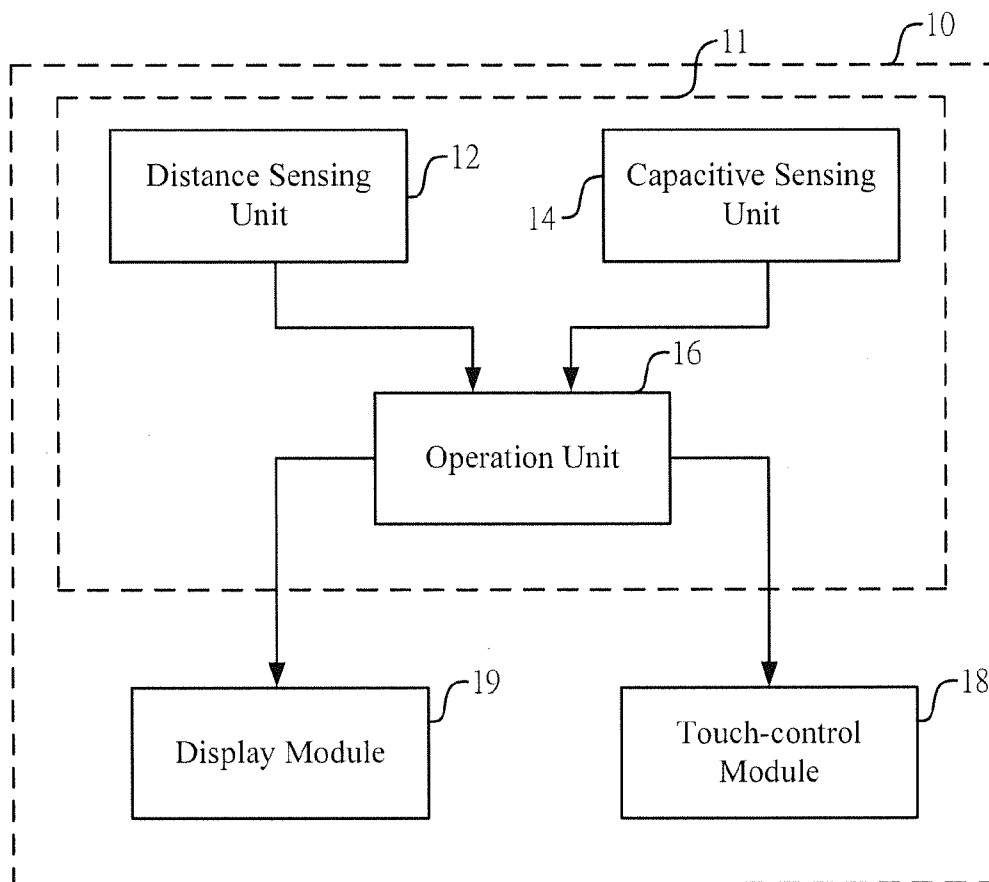 10
11
Distance Sensing
Unit
12
Capacitive Sensing
Unit
14
16
Operation Unit
19
Display Module
18
Touch-control
Module